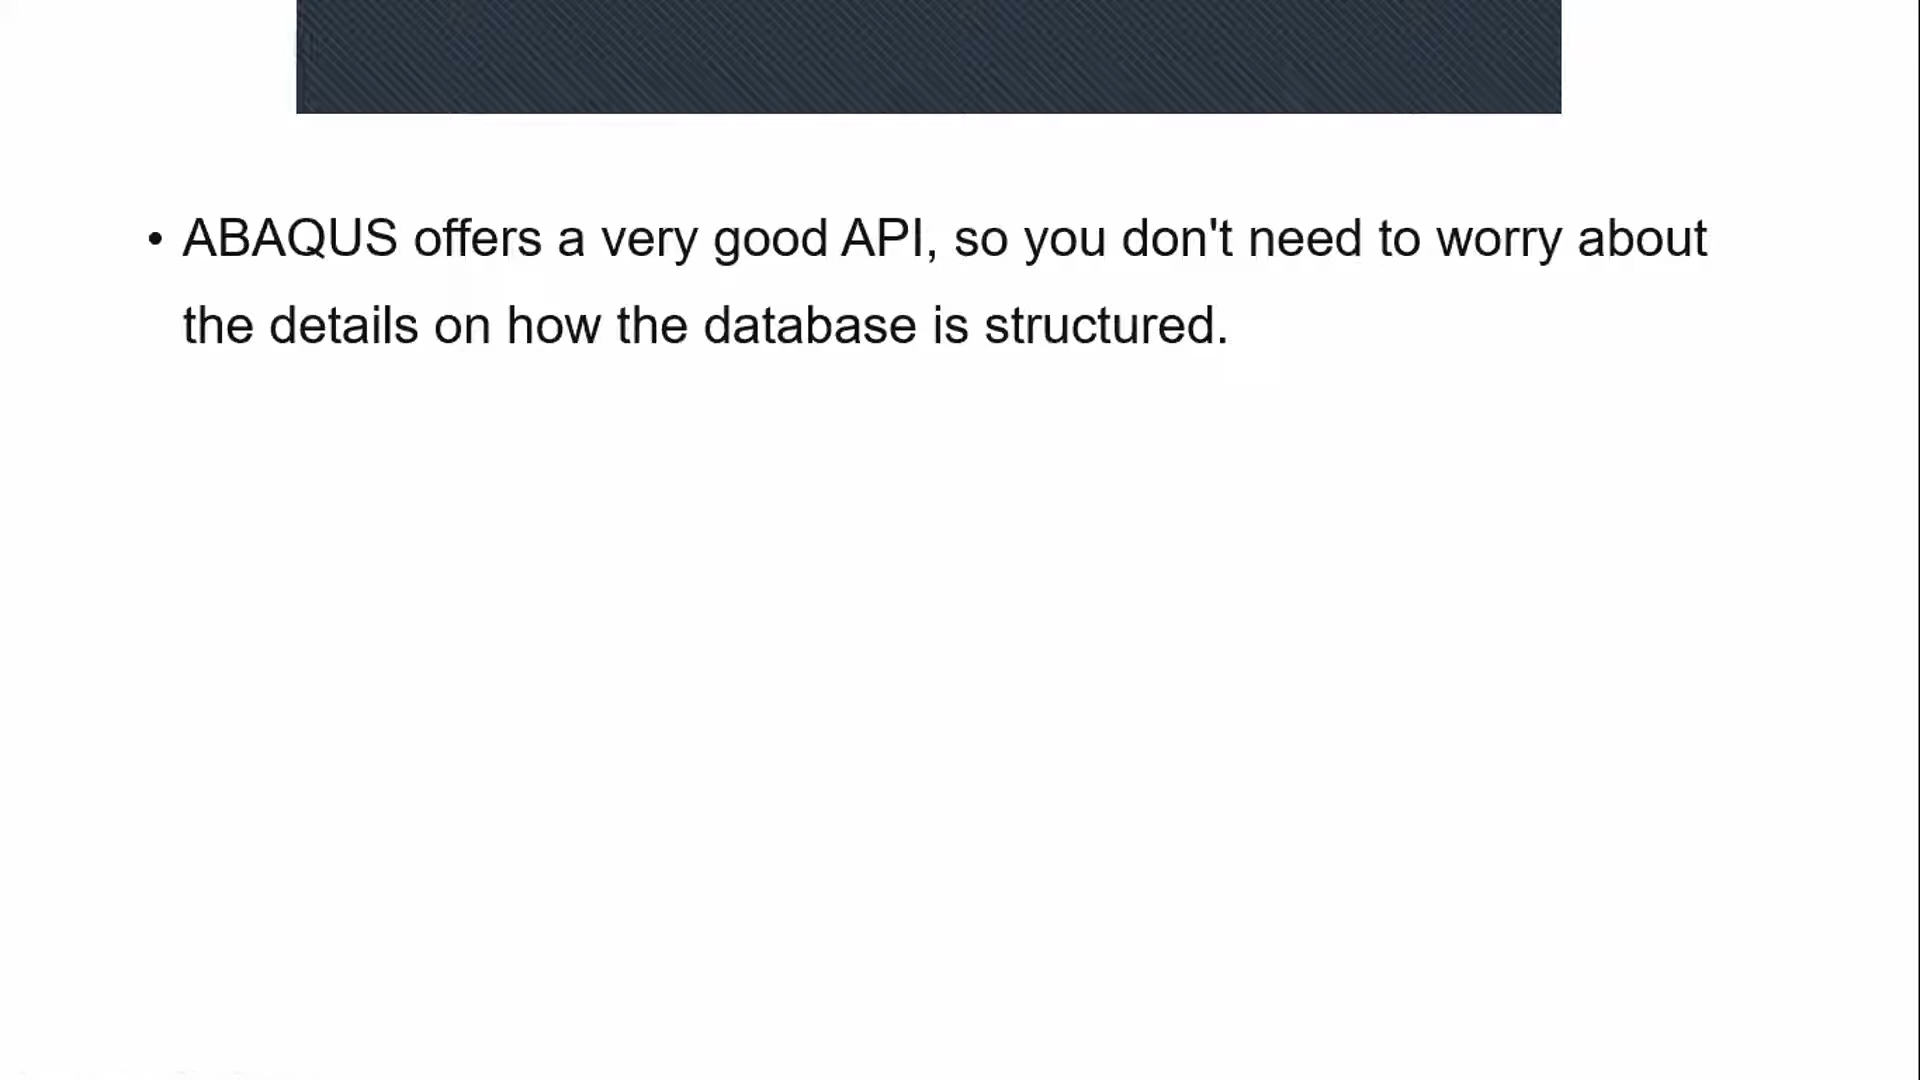 • ABAQUS offers a very good API, so you don't need to worry about
the details on how the database is structured.